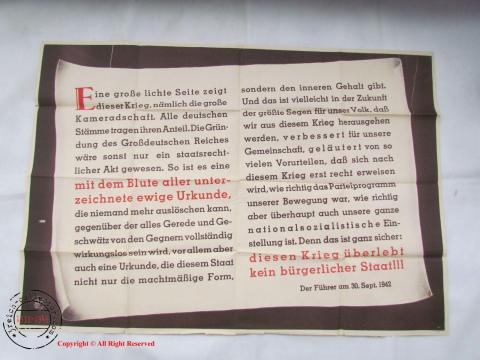 Eine große lichte Seite zeigt
dieser Krieg, nämlich die große
Kameradschaft. Alle deutschen
Stämme tragen ihren Anteil. Die Grün-
dung des Großdeutschen Reiches
wäre sonst nur ein staatsrecht-
licher Akt gewesen. So ist es eine
mit dem Blute aller unter-
zeichnete ewige Urkunde,
die niemand mehr auslöschen kann,
gegenüber der alles Gerede und Ge-
schwätz von den Gegnern vollständig
wirkungslos sein wird, vor allem aber
auch eine Urkunde, die diesem Staat
nicht nur die machtmäßige Form,
sondern den inneren Gehalt gibt.
Und das ist vielleicht in der Zukunft
der größte Segen für unser Volk, daß
wir aus diesem Krieg herausgehen
werden, verbessert für unsere
Gemeinschaft, geläutert von so
vielen Vorurteilen, daß sich nach
diesem Krieg erst recht erweisen
wird, wie richtig das Parteiprogramm
unserer Bewegung war, wie richtig
aber überhaupt auch unsere ganze
nationalsozialistische Ein-
stellung ist. Denn das ist ganz sicher:
diesen Krieg überlebt
kein bürgerlicher Staat!!!
Der Führer am 30. Sept. 1942
Copyright © All Rights Reserved